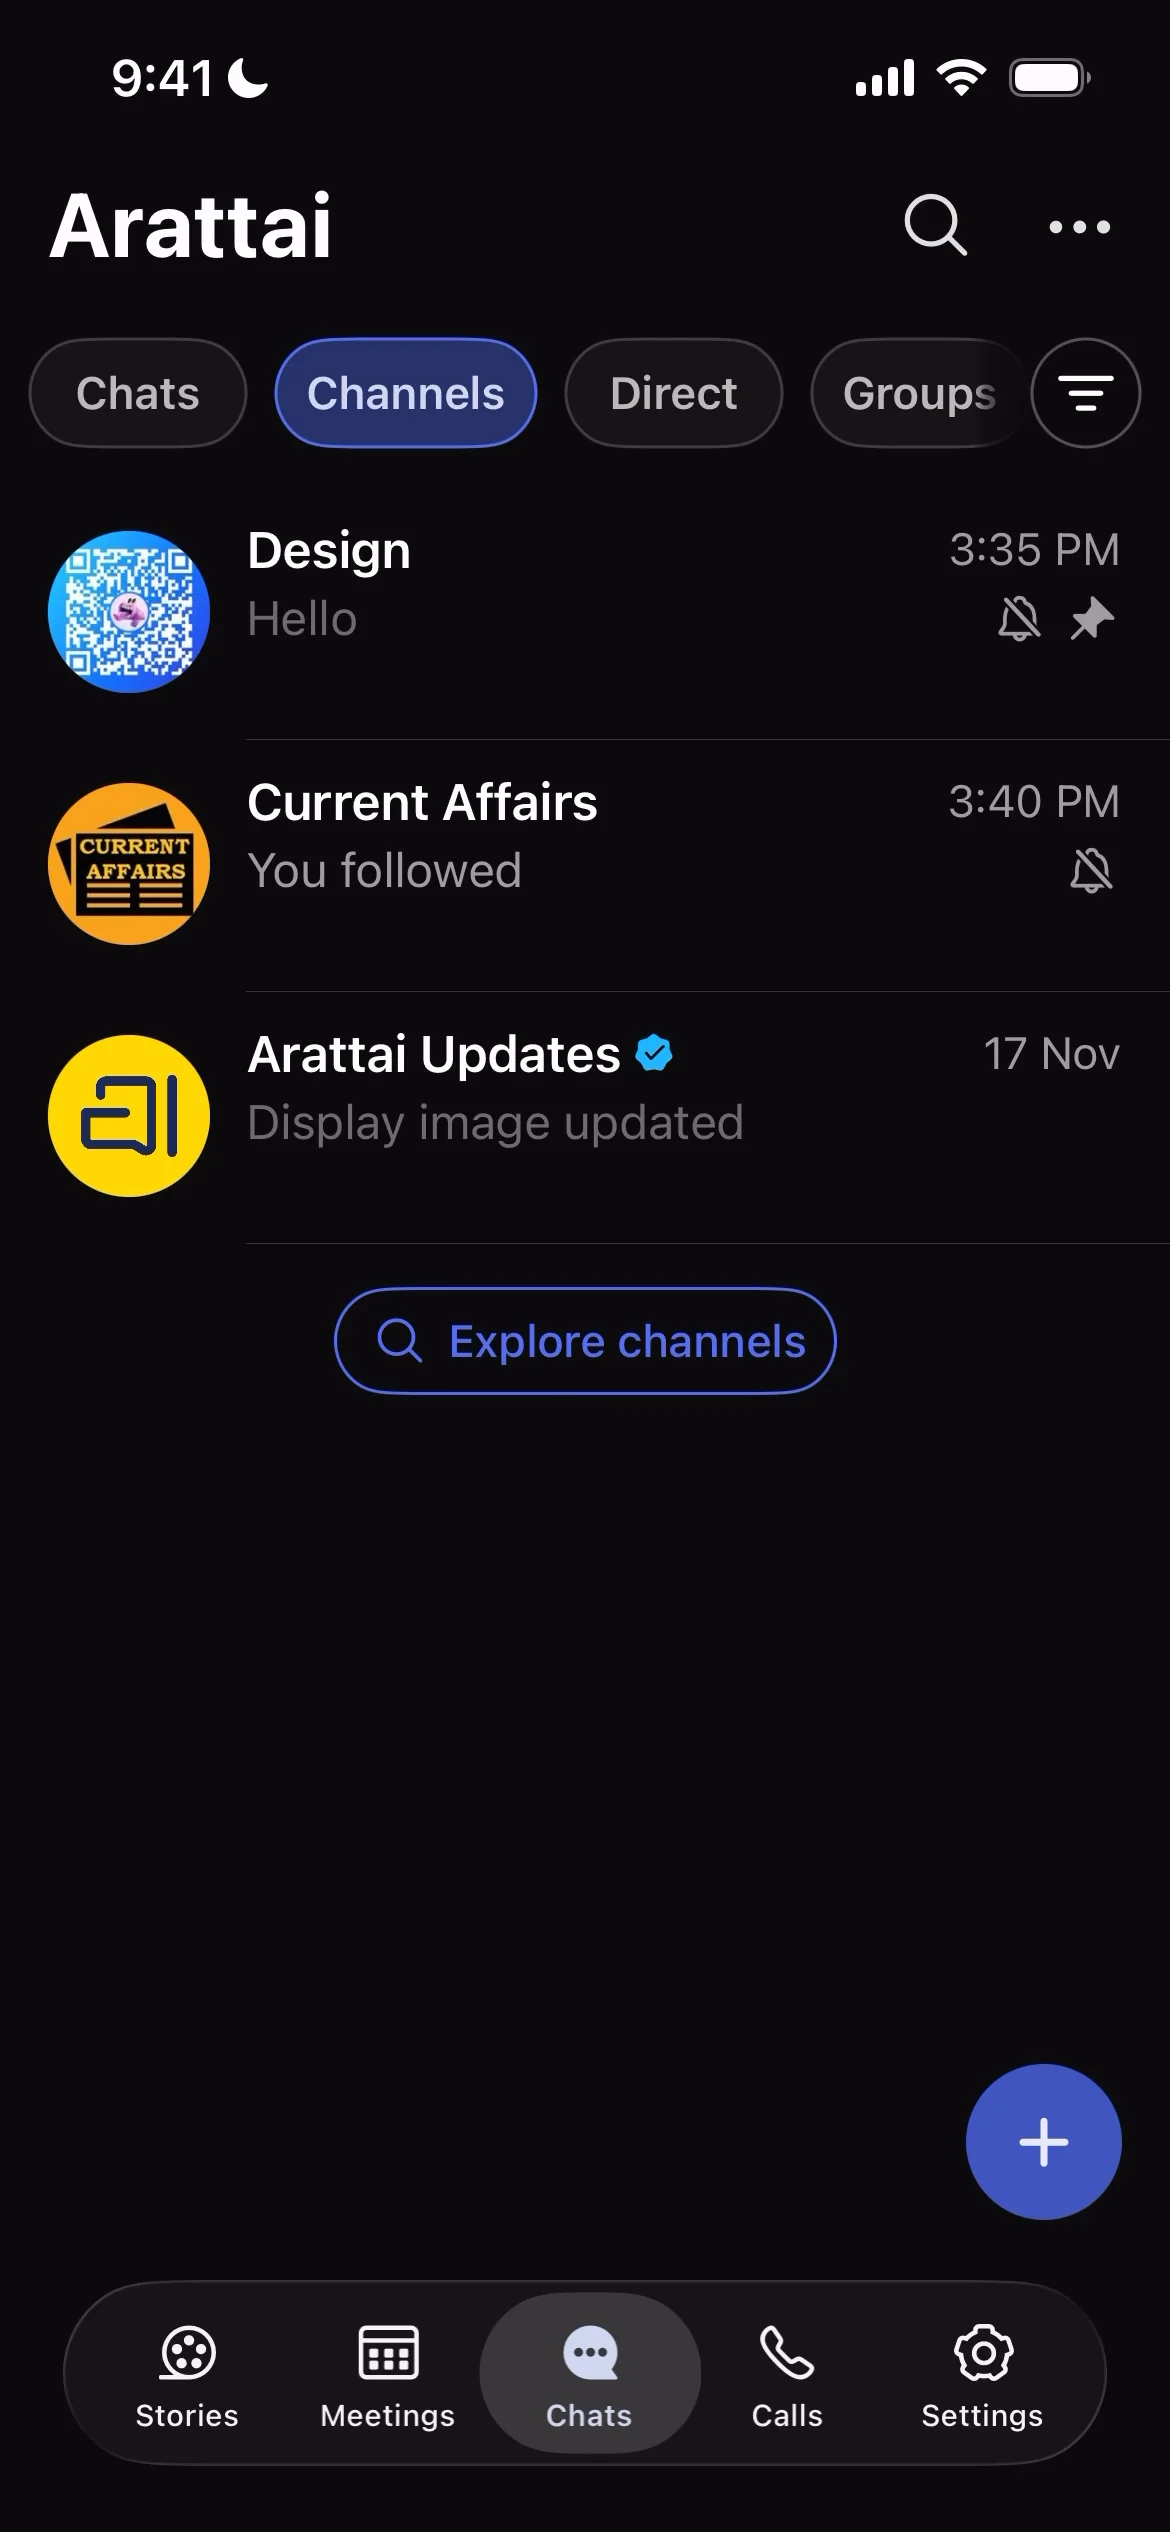 9:41
Arattai
Chats Channels Direct Groups
Design 3:35 PM
Hello
CURRENT
AFFAIRS
Current Affairs 3:40 PM
You followed
Arattai Updates 17 Nov
Display image updated
Explore channels
Stories Meetings Chats Calls Settings